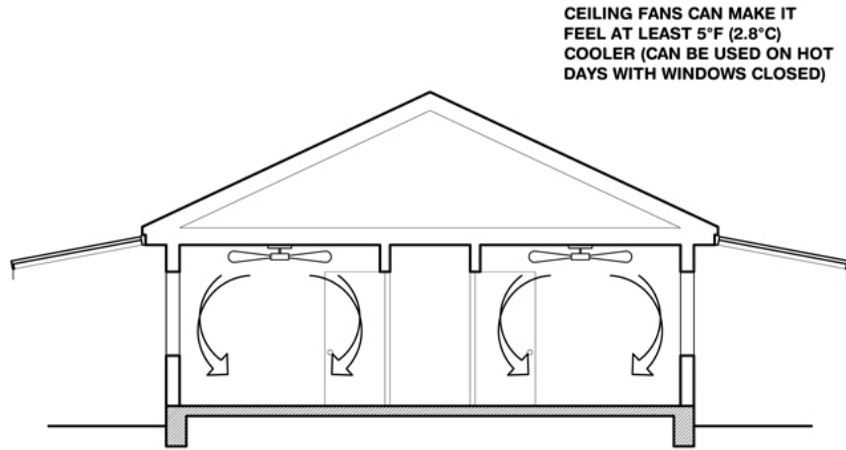 CEILING FANS CAN MAKE IT
FEEL AT LEAST 5°F (2.8°C)
COOLER (CAN BE USED ON HOT
DAYS WITH WINDOWS CLOSED)